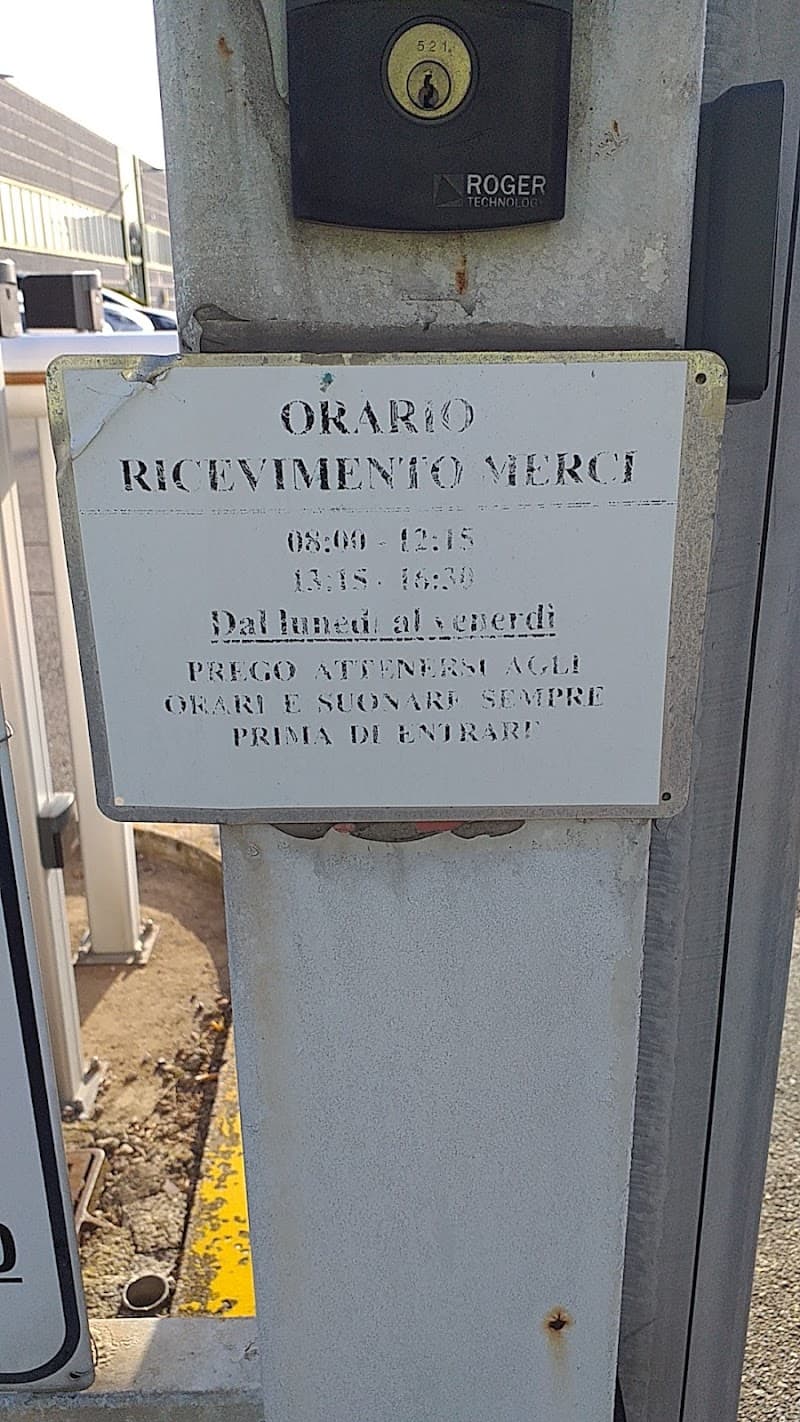 521
ROGER
TECHNOLOGY
ORARIO
RICEVIMENTO MERCI
08:00 - 12:15
13:15 - 16:30
Dal lunedì al venerdì
PREGO ATTENERSI AGLI
ORARI E SUONARE SEMPRE
PRIMA DI ENTRARE